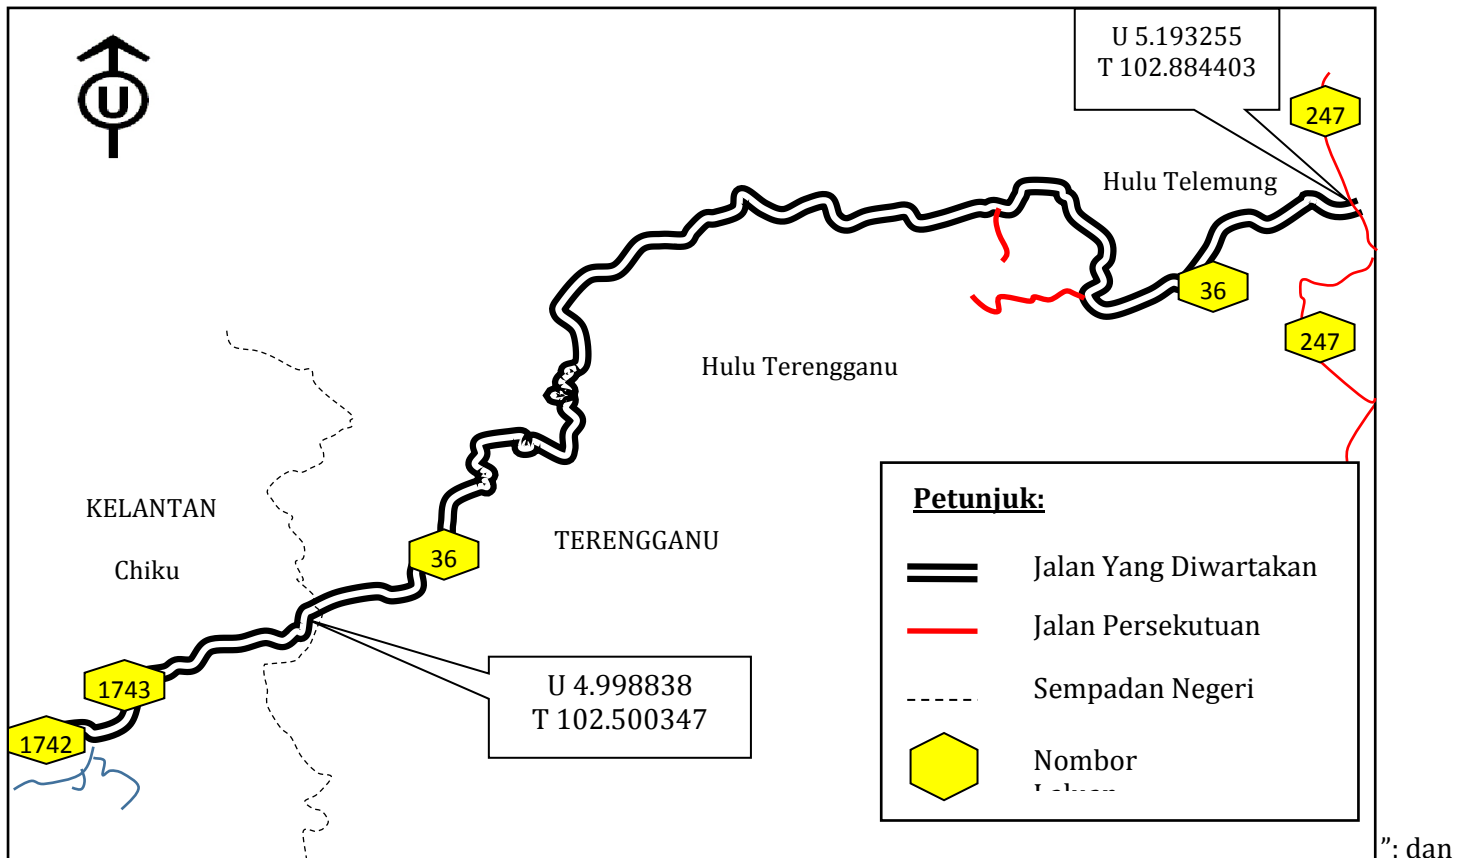 U 5.193255
T 102.884403
U
247
Hulu Telemung
36
247
Hulu Terengganu
KELANTAN
Chiku
36
TERENGGANU
Petunjuk:
Jalan Yang Diwartakan
Jalan Persekutuan
Sempadan Negeri
Nombor
1743
1742
U 4.998838
T 102.500347
”: dan